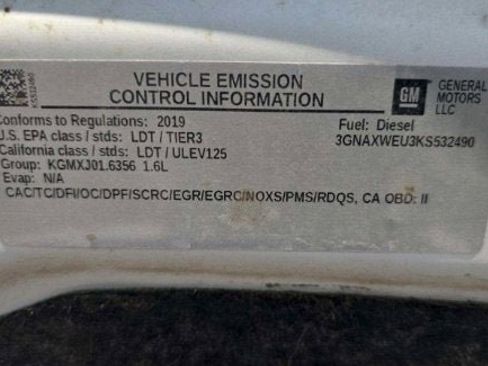 VEHICLE EMISSION
CONTROL INFORMATION
GM
GENERAL
MOTORS
LLC
Conforms to Regulations: 2019
Fuel: Diesel
U.S. EPA class / stds: LDT / TIER3
3GNAXWEU3KS532490
California class / stds: LDT / ULEV125
Group: KGMXJ01.6356 1.6L
Evap: N/A
CAC/TC/DFI/OC/DPF/SCRC/EGR/EGRC/NOXS/PMS/RDQS, CA OBD: II
KS532490